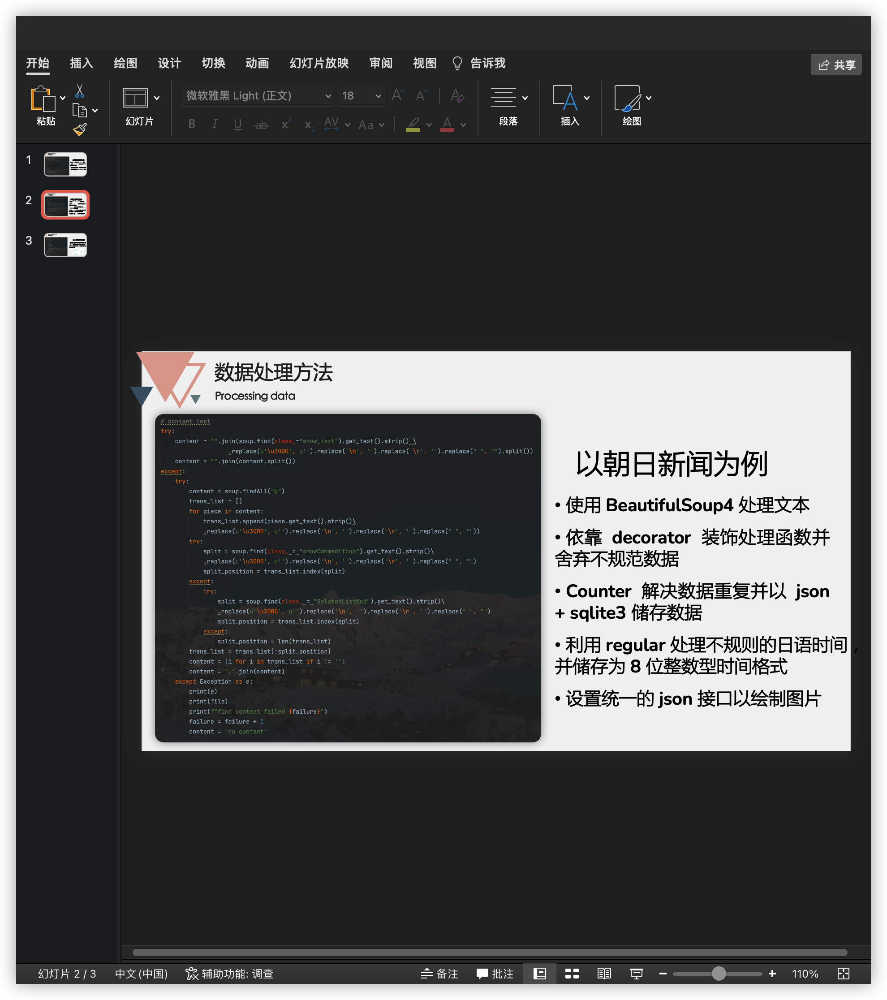 开始 插入 绘图 设计 切换 动画 幻灯片放映 审阅 视图 告诉我 共享
粘贴 幻灯片 微软雅黑 Light (正文) 18 段落 插入 绘图
1
2
3
数据处理方法
Processing data
# content text
try:
content = "".join(soup.find(class_="show_text").get_text().strip() \
.replace(u'\u3000', u'').replace('\n', '').replace('\r', '').replace(" ", "").split())
content = "".join(content.split())
except:
try:
content = soup.findAll("p")
trans_list = []
for piece in content:
trans_list.append(piece.get_text().strip()\
.replace(u'\u3000', u'').replace('\n', '').replace('\r', '').replace(" ", ""))
try:
split = soup.find(class_ = "showCommentIcon").get_text().strip()\
.replace(u'\u3000', u'').replace('\n', '').replace('\r', '').replace(" ", "")
split_position = trans_list.index(split)
except:
try:
split = soup.find(class_ = "RelatedListMod").get_text().strip()\
.replace(u'\u3000', u'').replace('\n', '').replace('\r', '').replace(" ", "")
split_position = trans_list.index(split)
except:
split_position = len(trans_list)
trans_list = trans_list[:split_position]
content = [i for i in trans_list if i != '']
content = ",".join(content)
except Exception as e:
print(e)
print(file)
print(f"find content failed {failure}")
failure = failure + 1
content = "no content"
以朝日新闻为例
• 使用 BeautifulSoup4 处理文本
• 依靠 decorator 装饰处理函数并
舍弃不规范数据
• Counter 解决数据重复并以 json
+ sqlite3 储存数据
• 利用 regular 处理不规则的日语时间，
并储存为 8 位整数型时间格式
• 设置统一的 json 接口以绘制图片
幻灯片 2 / 3 中文 (中国) 辅助功能: 调查 备注 批注 110%